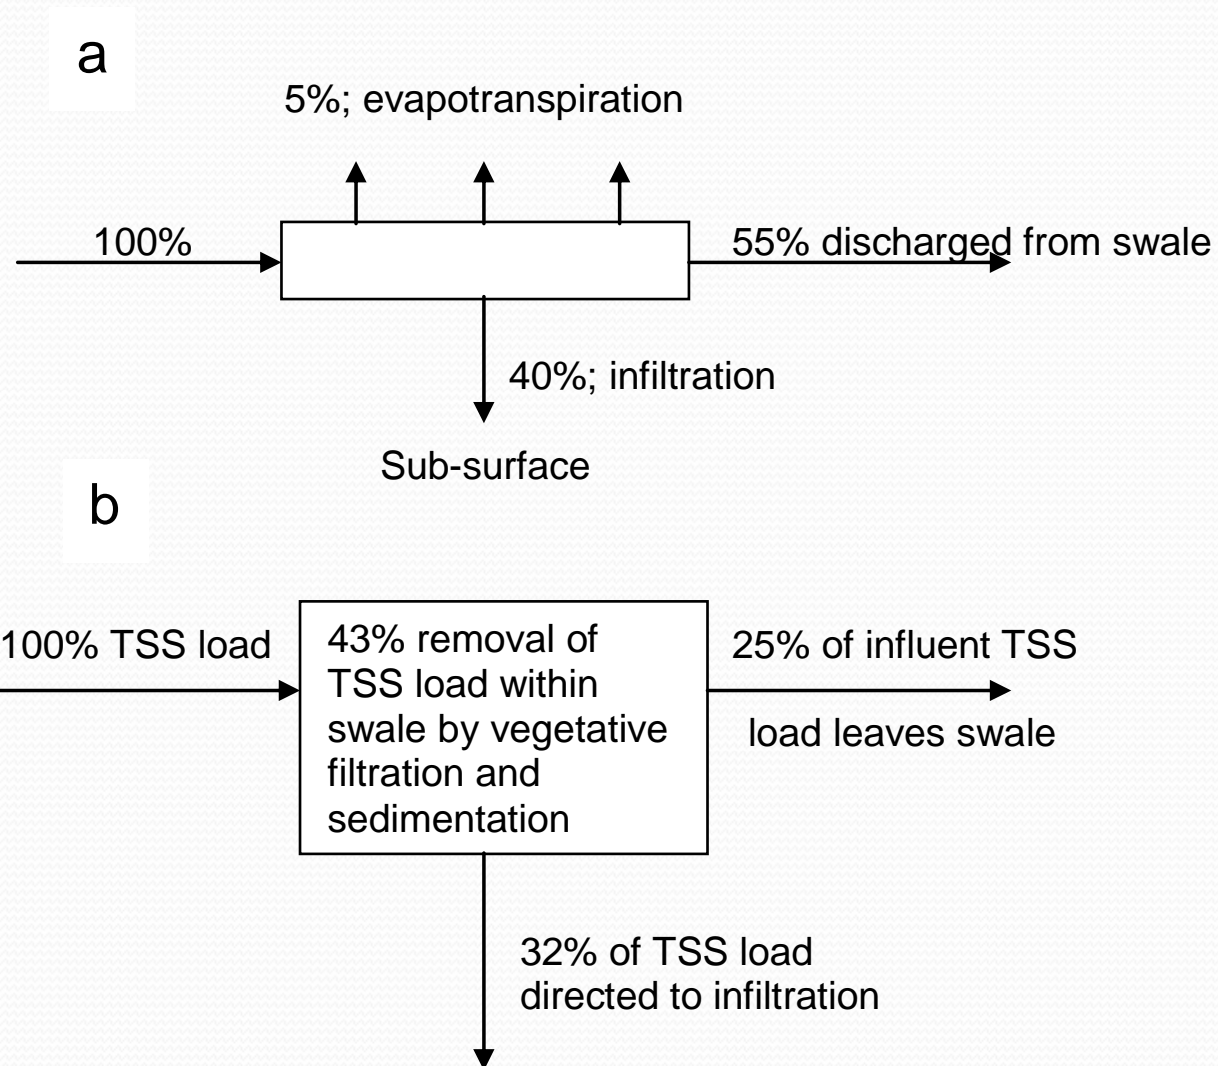 a
5%; evapotranspiration
100%
55% discharged from swale
40%; infiltration
Sub-surface
b
100% TSS load
43% removal of
TSS load within
swale by vegetative
filtration and
sedimentation
25% of influent TSS
load leaves swale
32% of TSS load
directed to infiltration